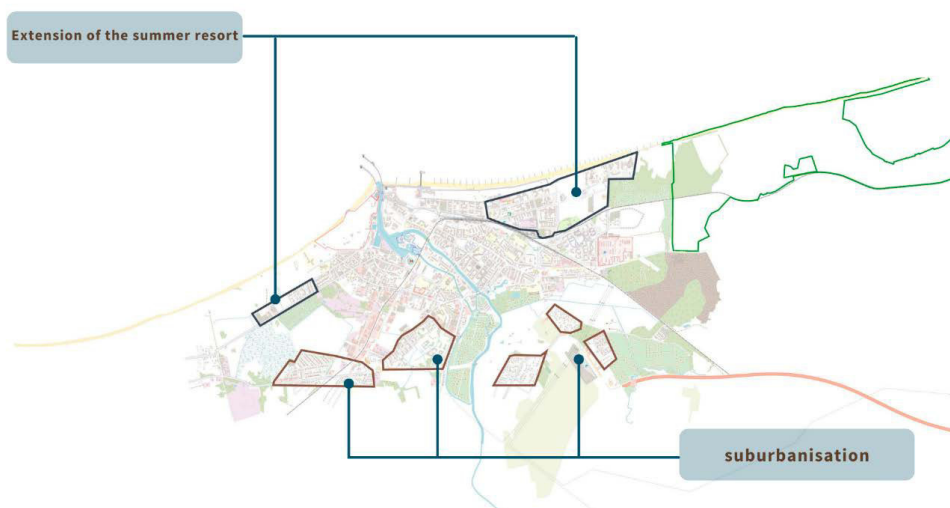 Extension of the summer resort
suburbanisation